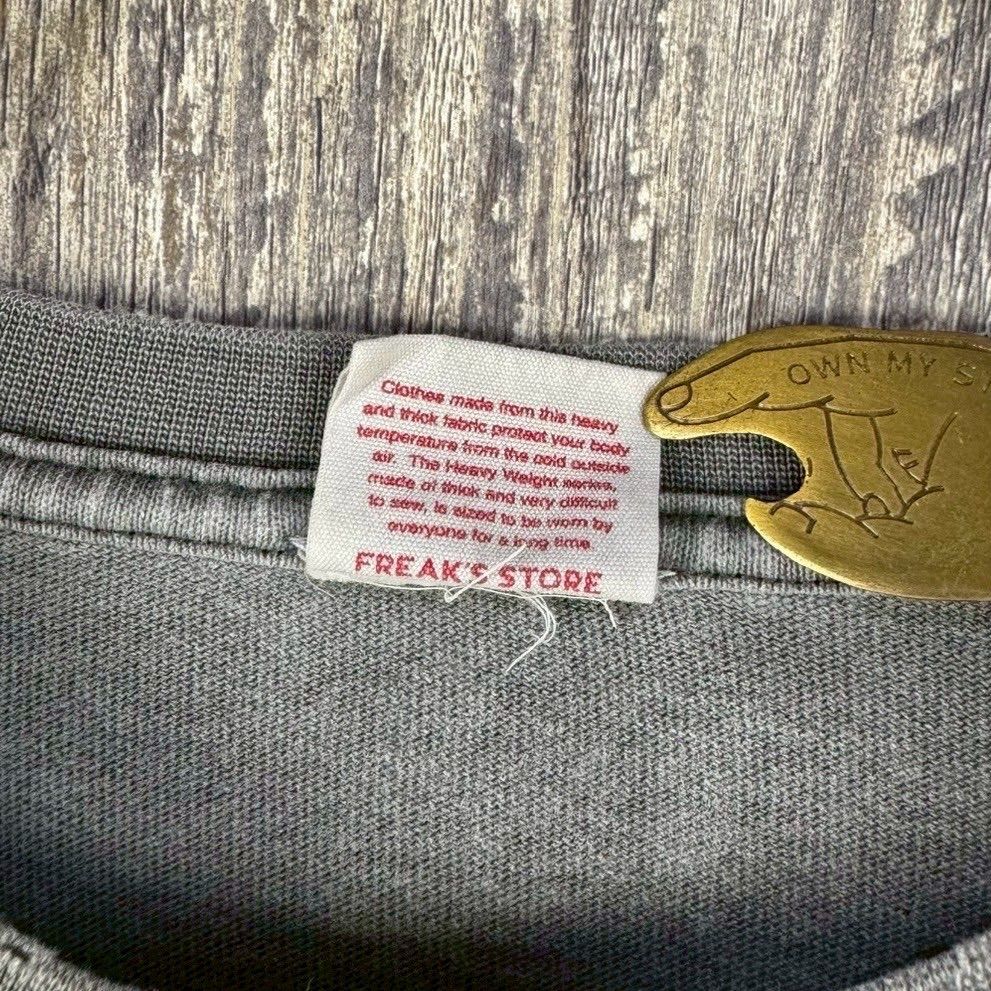 Clothes made from this heavy
and thick fabric protect your body
temperature from the cold outside
air. The Heavy Weight series,
made of thick and very difficult
to sew, is sized to be worn by
everyone for a long time.
FREAK'S STORE
OWN MY